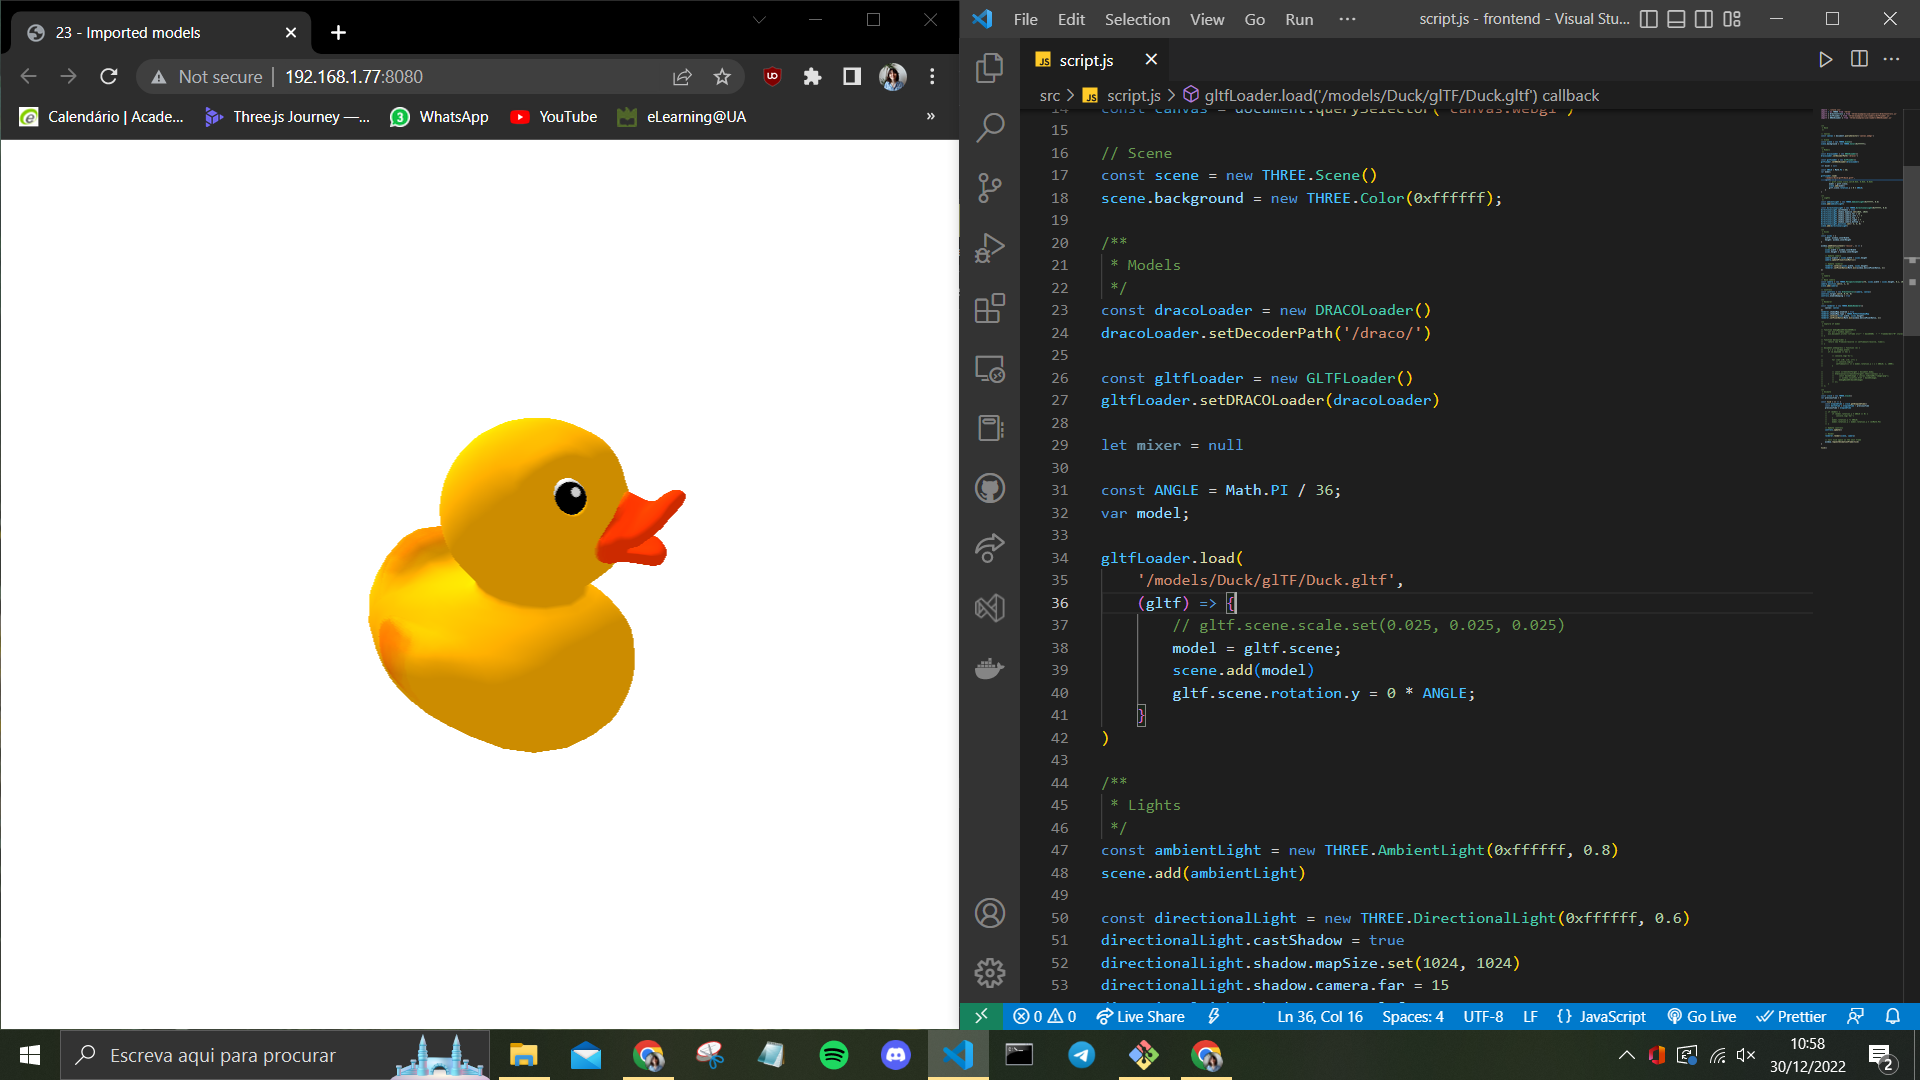 23 - Imported models
Not secure | 192.168.1.77:8080
Calendário | Acade...
Three.js Journey —...
3
WhatsApp
YouTube
eLearning@UA
»
File Edit Selection View Go Run ···
script.js - frontend - Visual Stu...
JS script.js
src > JS script.js > gltfLoader.load('/models/Duck/glTF/Duck.gltf') callback
14 const canvas = document.querySelector('canvas.webgl')
15
16 // Scene
17 const scene = new THREE.Scene()
18 scene.background = new THREE.Color(0xffffff);
19
20 /**
21 * Models
22 */
23 const dracoLoader = new DRACOLoader()
24 dracoLoader.setDecoderPath('/draco/')
25
26 const gltfLoader = new GLTFLoader()
27 gltfLoader.setDRACOLoader(dracoLoader)
28
29 let mixer = null
30
31 const ANGLE = Math.PI / 36;
32 var model;
33
34 gltfLoader.load(
35 '/models/Duck/glTF/Duck.gltf',
36 (gltf) => {
37 // gltf.scene.scale.set(0.025, 0.025, 0.025)
38 model = gltf.scene;
39 scene.add(model)
40 gltf.scene.rotation.y = 0 * ANGLE;
41 }
42 )
43
44 /**
45 * Lights
46 */
47 const ambientLight = new THREE.AmbientLight(0xffffff, 0.8)
48 scene.add(ambientLight)
49
50 const directionalLight = new THREE.DirectionalLight(0xffffff, 0.6)
51 directionalLight.castShadow = true
52 directionalLight.shadow.mapSize.set(1024, 1024)
53 directionalLight.shadow.camera.far = 15
0 0 Live Share Ln 36, Col 16 Spaces: 4 UTF-8 LF {} JavaScript Go Live Prettier
Escreva aqui para procurar
10:58
30/12/2022
2